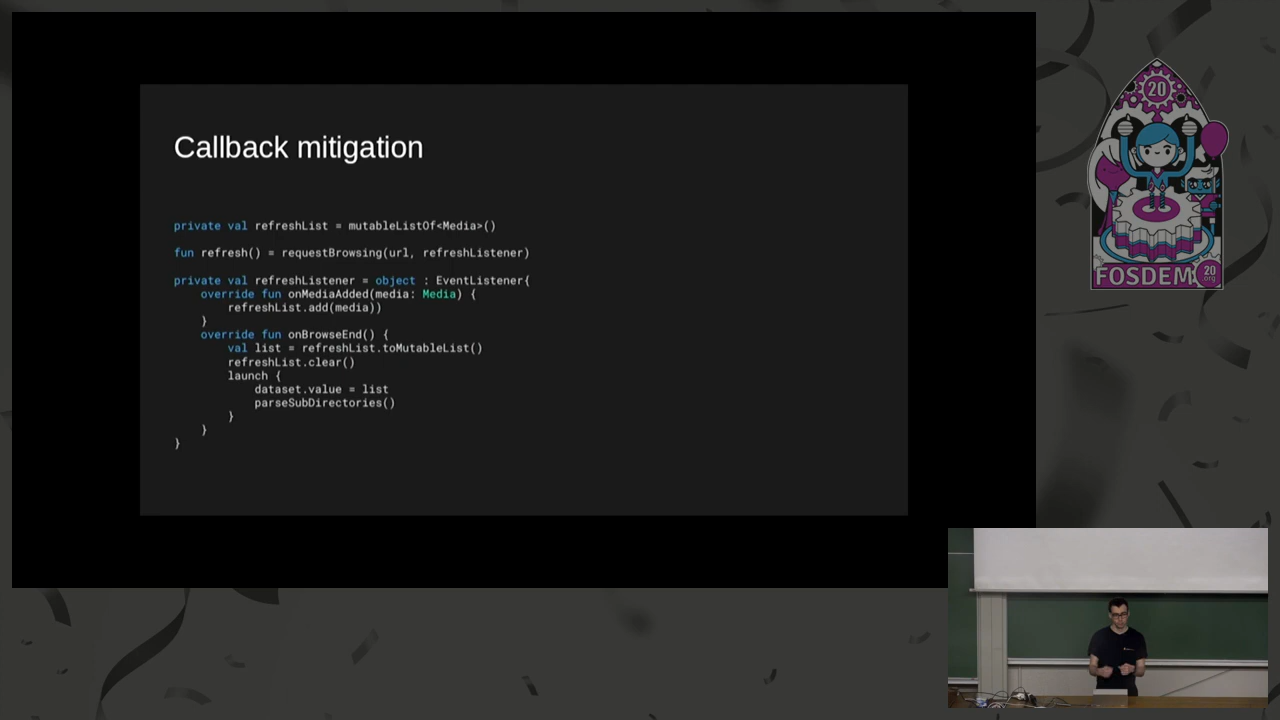 Callback mitigation
private val refreshList = mutableListOf<Media>()
fun refresh() = requestBrowsing(url, refreshListener)
private val refreshListener = object : EventListener{
    override fun onMediaAdded(media: Media) {
        refreshList.add(media))
    }
    override fun onBrowseEnd() {
        val list = refreshList.toMutableList()
        refreshList.clear()
        launch {
            dataset.value = list
            parseSubDirectories()
        }
    }
}
20
FOSDEM
20
.org